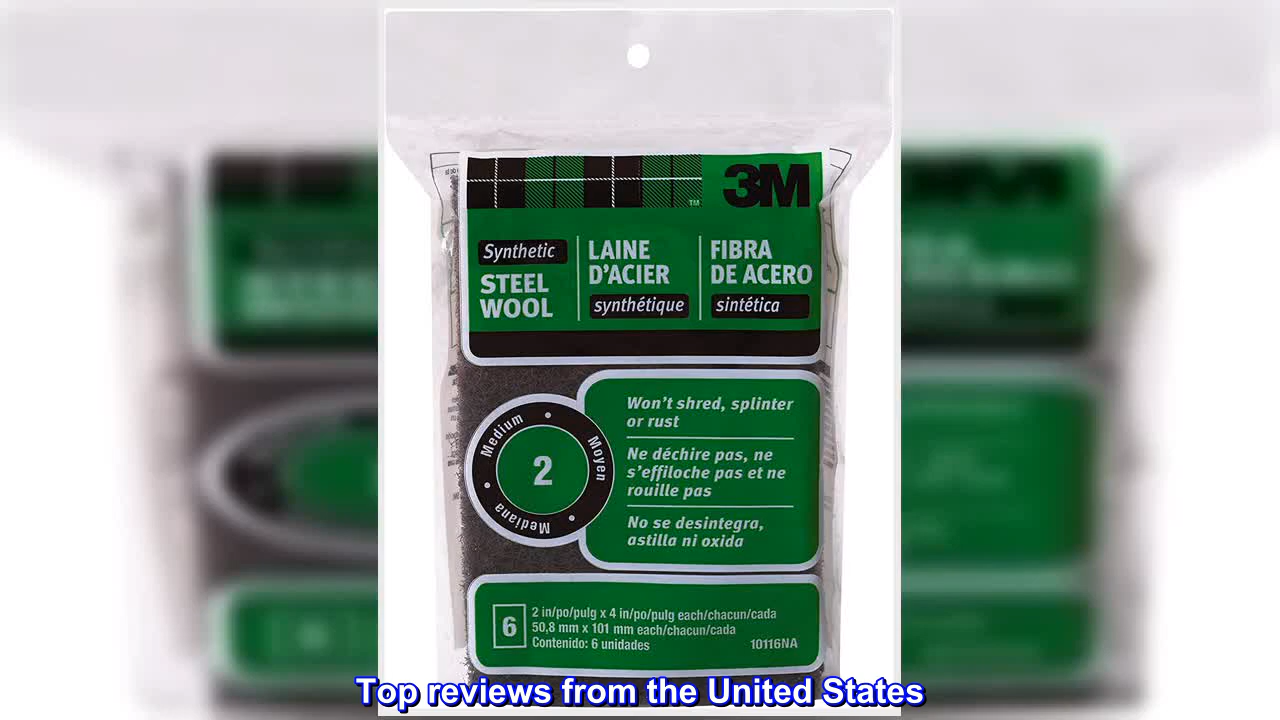 3M
TM
Synthetic
STEEL
WOOL
LAINE
D'ACIER
synthétique
FIBRA
DE ACERO
sintética
Medium
Moyen
Mediana
2
Won't shred, splinter
or rust
Ne déchire pas, ne
s'effiloche pas et ne
rouille pas
No se desintegra,
astilla ni oxida
6
2 in/po/pulg x 4 in/po/pulg each/chacun/cada
50,8 mm x 101 mm each/chacun/cada
Contenido: 6 unidades
10116NA
Top reviews from the United States